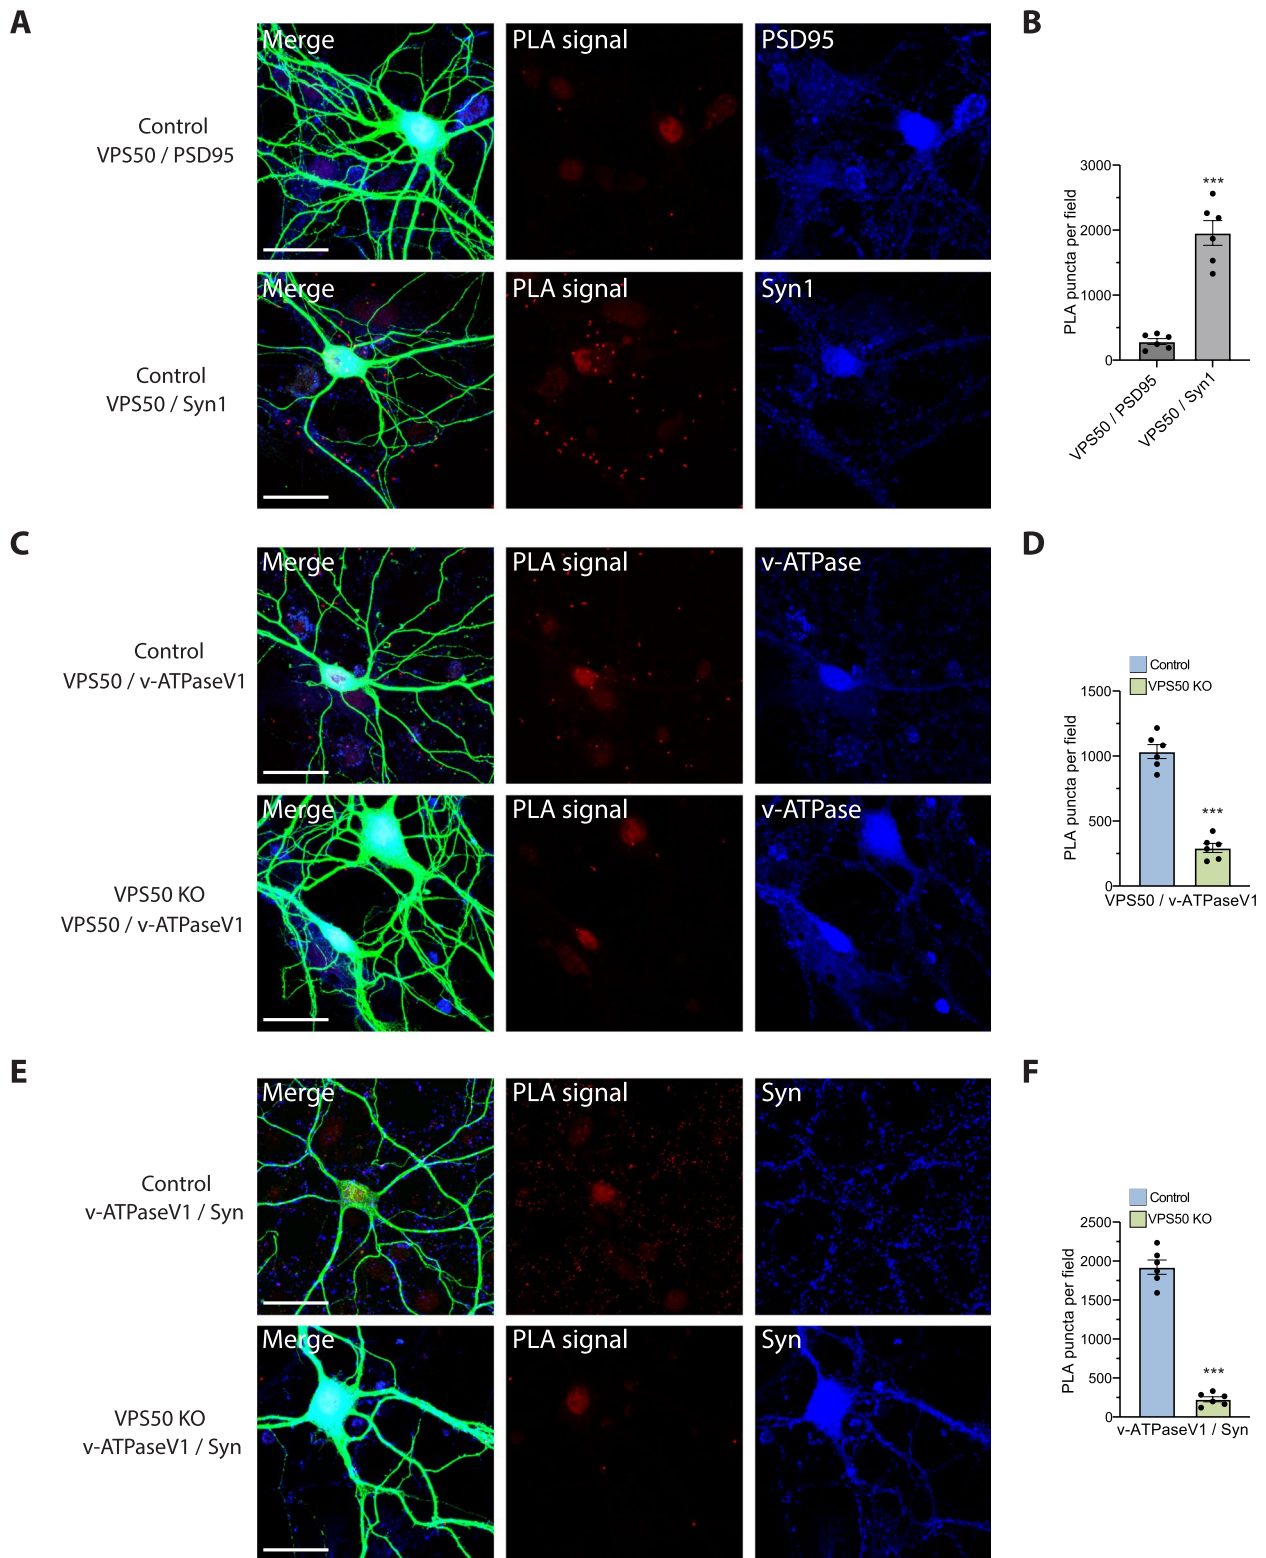 A
Control
VPS50 / PSD95
Merge
PLA signal
PSD95
Control
VPS50 / Syn1
Merge
PLA signal
Syn1
B
PLA puncta per field
3000
2000
1000
0
***
VPS50 / PSD95
VPS50 / Syn1
C
Control
VPS50 / v-ATPaseV1
Merge
PLA signal
v-ATPase
VPS50 KO
VPS50 / v-ATPaseV1
Merge
PLA signal
v-ATPase
D
Control
VPS50 KO
PLA puncta per field
1500
1000
500
0
***
VPS50 / v-ATPaseV1
E
Control
v-ATPaseV1 / Syn
Merge
PLA signal
Syn
VPS50 KO
v-ATPaseV1 / Syn
Merge
PLA signal
Syn
F
Control
VPS50 KO
PLA puncta per field
2500
2000
1500
1000
500
0
***
v-ATPaseV1 / Syn